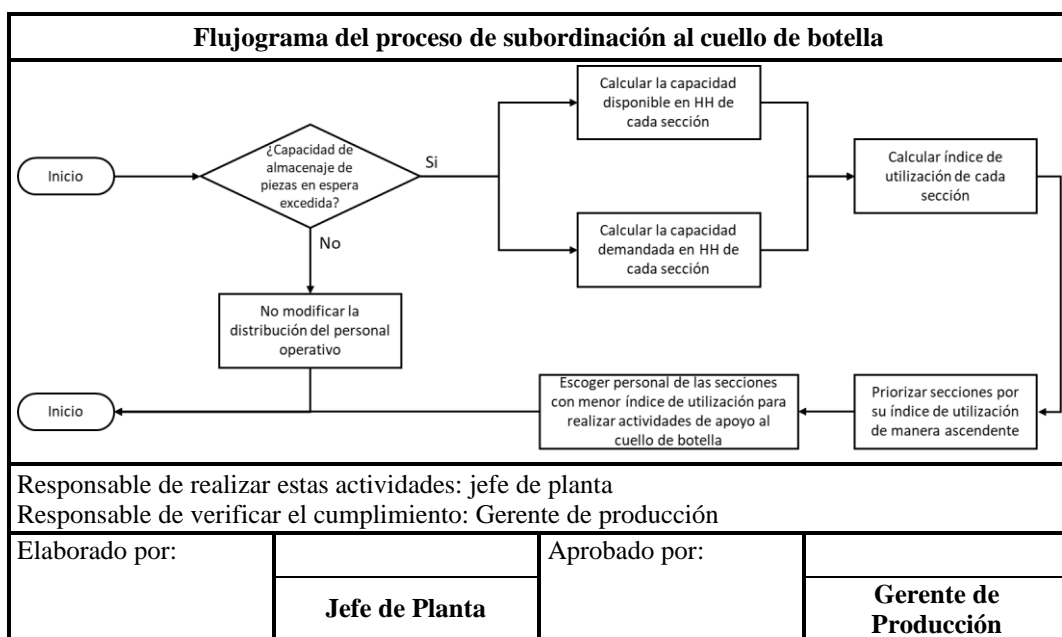 Flujograma del proceso de subordinación al cuello de botella
Inicio
¿Capacidad de
almacenaje de
piezas en espera
excedida?
Si
No
Calcular la capacidad
disponible en HH de
cada sección
Calcular la capacidad
demandada en HH de
cada sección
Calcular índice de
utilización de cada
sección
No modificar la
distribución del personal
operativo
Priorizar secciones por
su índice de utilización
de manera ascendente
Escoger personal de las secciones
con menor índice de utilización para
realizar actividades de apoyo al
cuello de botella
Inicio
Responsable de realizar estas actividades: jefe de planta
Responsable de verificar el cumplimiento: Gerente de producción
Elaborado por:
Jefe de Planta
Aprobado por:
Gerente de
Producción